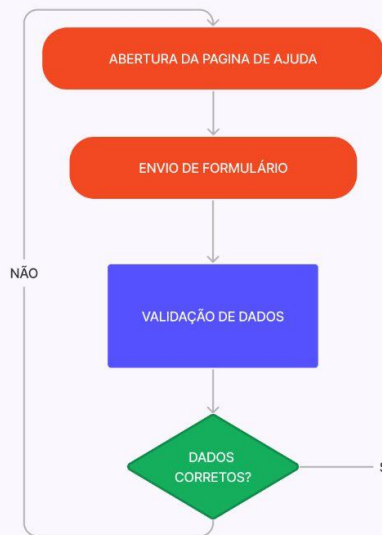 ABERTURA DA PAGINA DE AJUDA
ENVIO DE FORMULÁRIO
VALIDAÇÃO DE DADOS
NÃO
DADOS
CORRETOS?